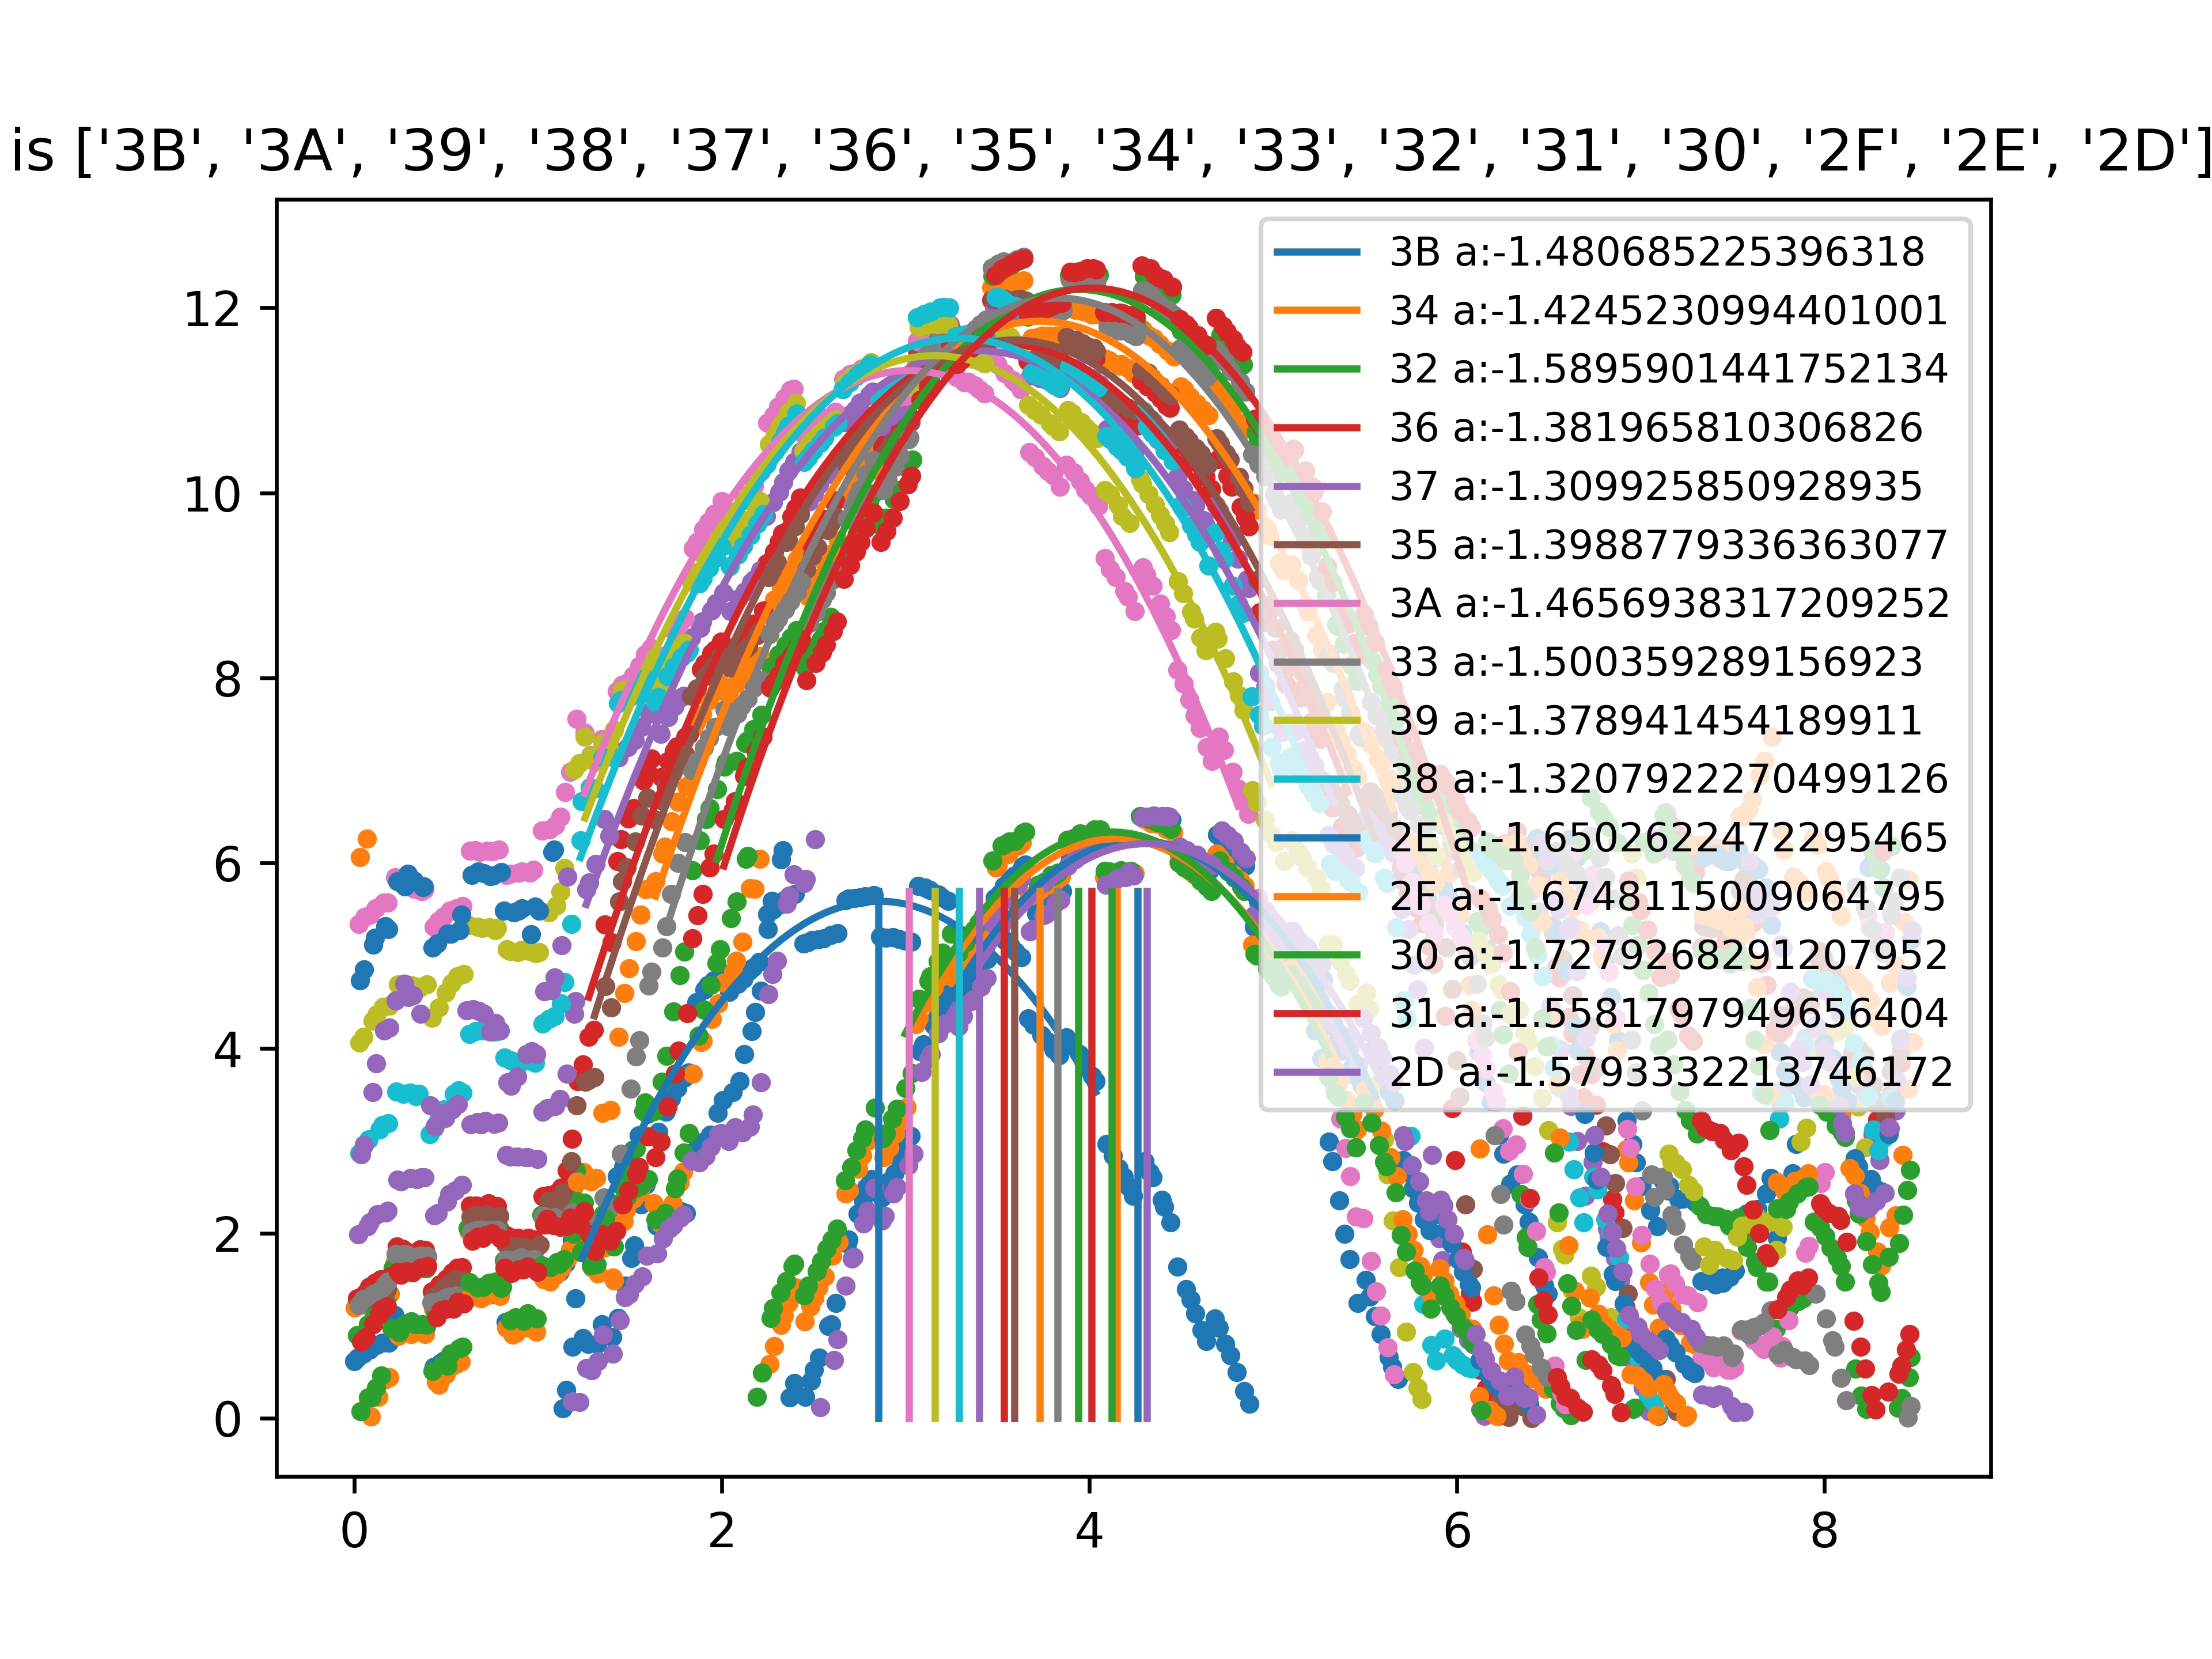 is ['3B', '3A', '39', '38', '37', '36', '35', '34', '33', '32', '31', '30', '2F', '2E', '2D']
3B a:-1.480685225396318
34 a:-1.4245230994401001
32 a:-1.5895901441752134
36 a:-1.381965810306826
37 a:-1.309925850928935
35 a:-1.3988779336363077
3A a:-1.4656938317209252
33 a:-1.500359289156923
39 a:-1.378941454189911
38 a:-1.3207922270499126
2E a:-1.6502622472295465
2F a:-1.6748115009064795
30 a:-1.7279268291207952
31 a:-1.5581797949656404
2D a:-1.5793332213746172
12
10
8
6
4
2
0
0 2 4 6 8